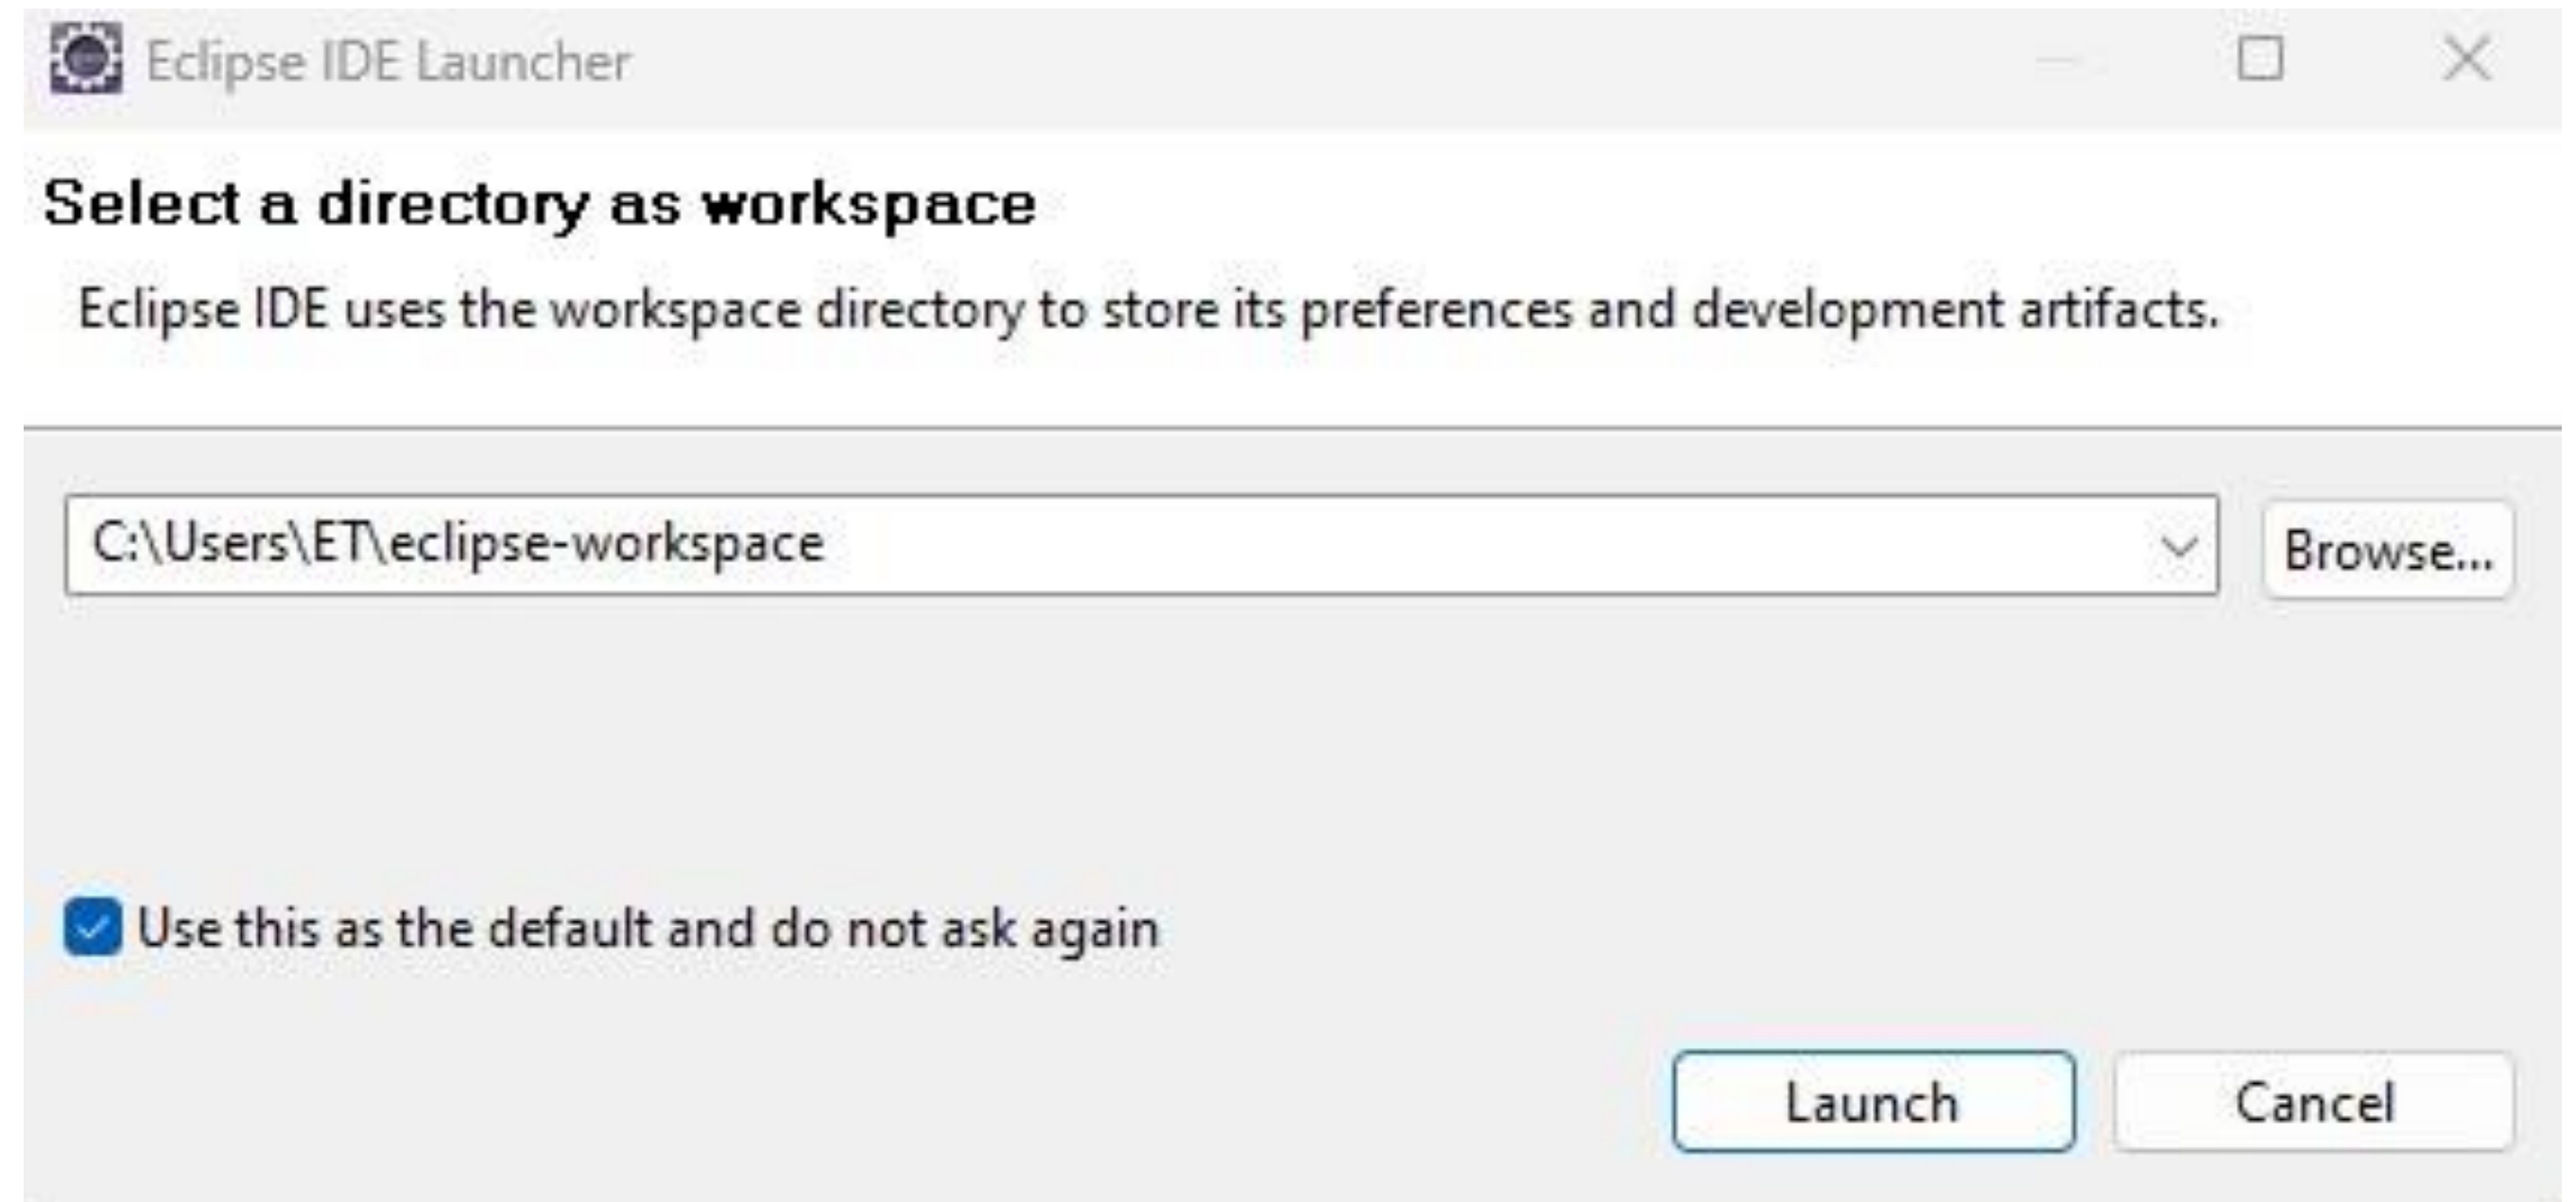 Eclipse IDE Launcher
Select a directory as workspace
Eclipse IDE uses the workspace directory to store its preferences and development artifacts.
C:\Users\ET\eclipse-workspace
Browse...
Use this as the default and do not ask again
Launch
Cancel